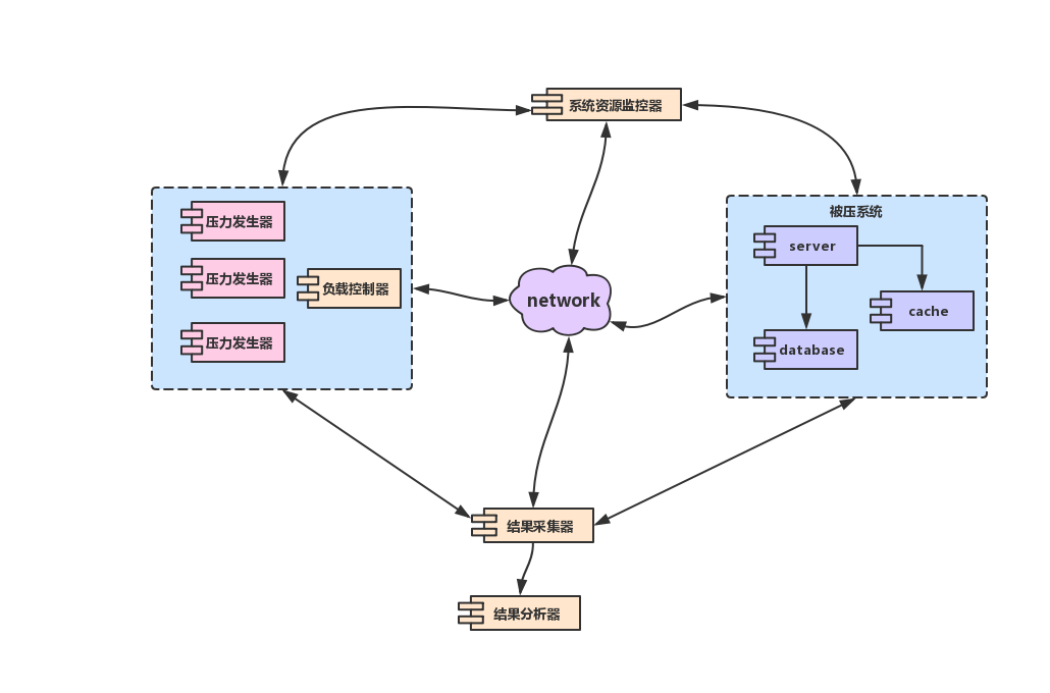 系统资源监控器
压力发生器
压力发生器
负载控制器
压力发生器
network
被压系统
server
cache
database
结果采集器
结果分析器